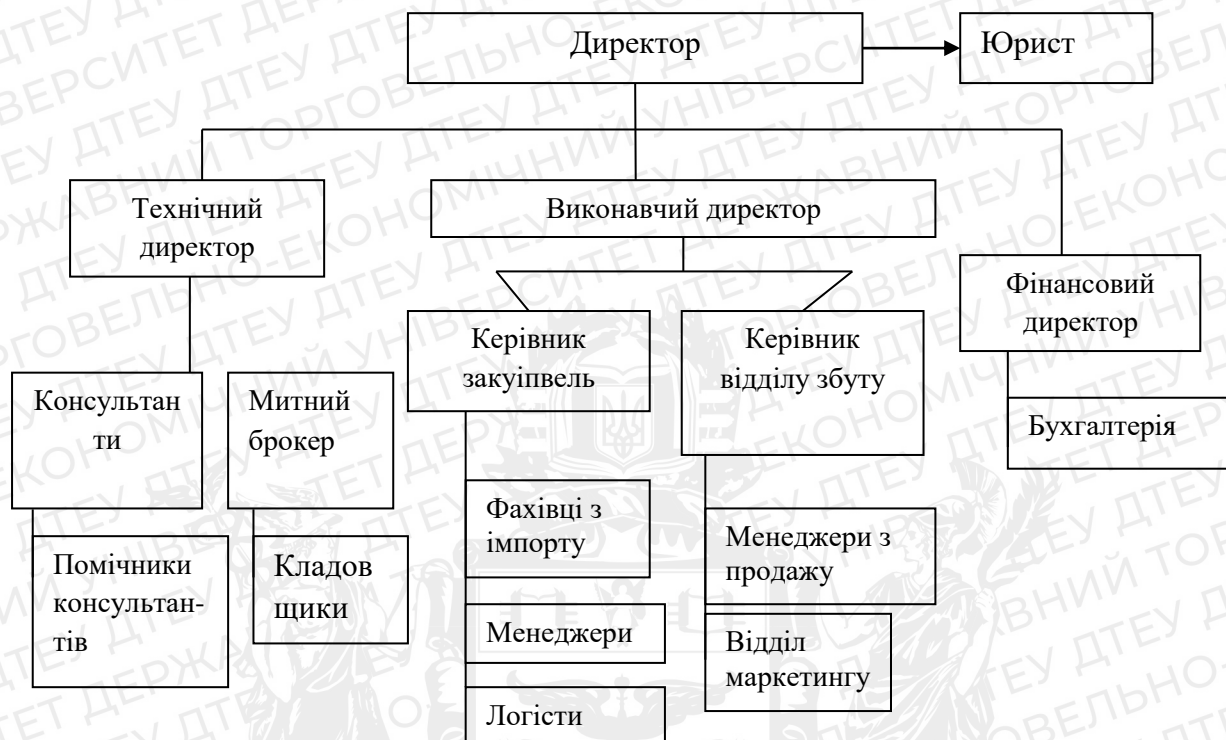 Директор
Юрист
Технічний
директор
Виконавчий директор
Фінансовий
директор
Керівник
закуіпвель
Керівник
відділу збуту
Консультан
ти
Митний
брокер
Бухгалтерія
Фахівці з
імпорту
Менеджери з
продажу
Помічники
консультан-
тів
Кладов
щики
Менеджери
Відділ
маркетингу
Логісти